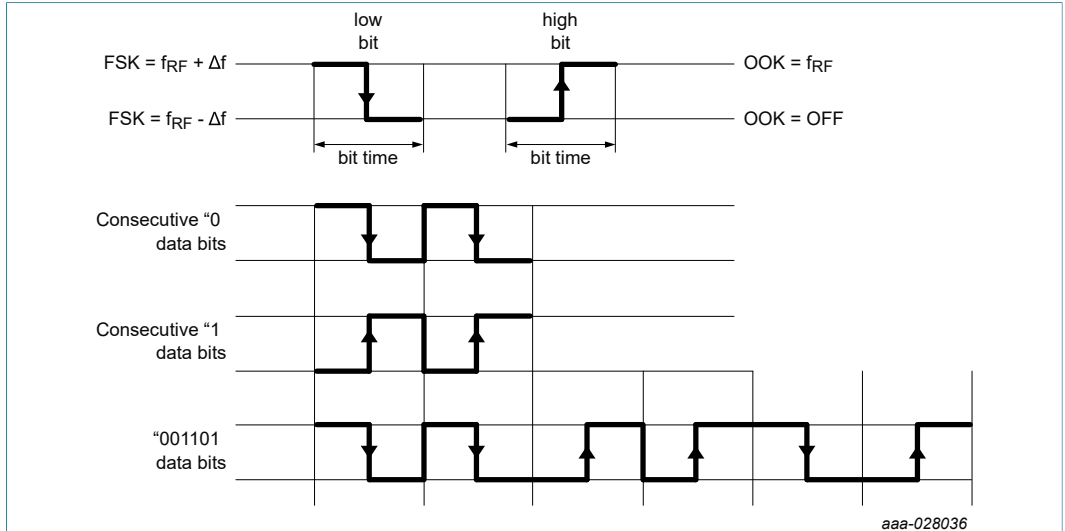 low
bit
high
bit
FSK = fRF + Δf
OOK = fRF
FSK = fRF - Δf
OOK = OFF
bit time
bit time
Consecutive “0
data bits
Consecutive “1
data bits
“001101
data bits
aaa-028036